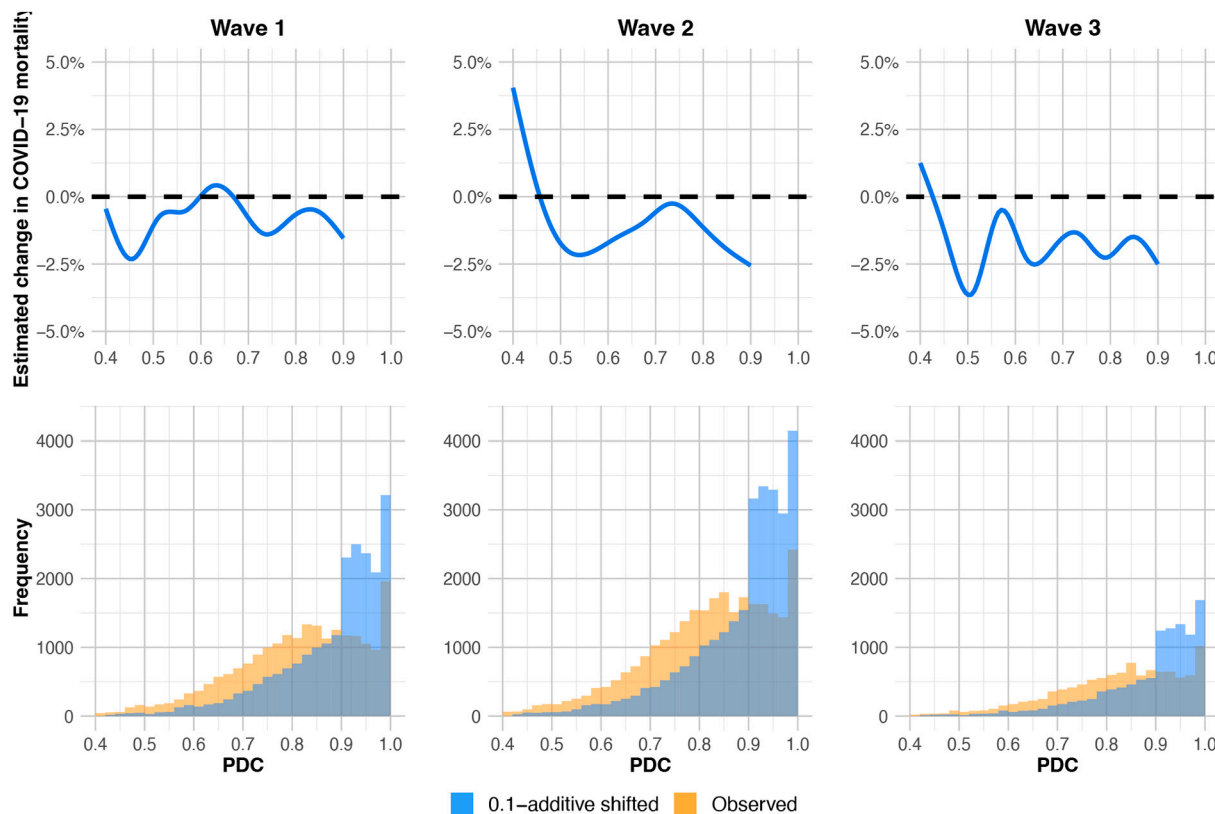 Wave 1 Wave 2 Wave 3
Estimated change in COVID–19 mortality
5.0% 5.0% 5.0%
2.5% 2.5% 2.5%
0.0% 0.0% 0.0%
−2.5% −2.5% −2.5%
−5.0% −5.0% −5.0%
0.4 0.5 0.6 0.7 0.8 0.9 1.0 0.4 0.5 0.6 0.7 0.8 0.9 1.0 0.4 0.5 0.6 0.7 0.8 0.9 1.0
Frequency
4000 4000 4000
3000 3000 3000
2000 2000 2000
1000 1000 1000
0 0 0
0.4 0.5 0.6 0.7 0.8 0.9 1.0 0.4 0.5 0.6 0.7 0.8 0.9 1.0 0.4 0.5 0.6 0.7 0.8 0.9 1.0
PDC PDC PDC
0.1–additive shifted Observed